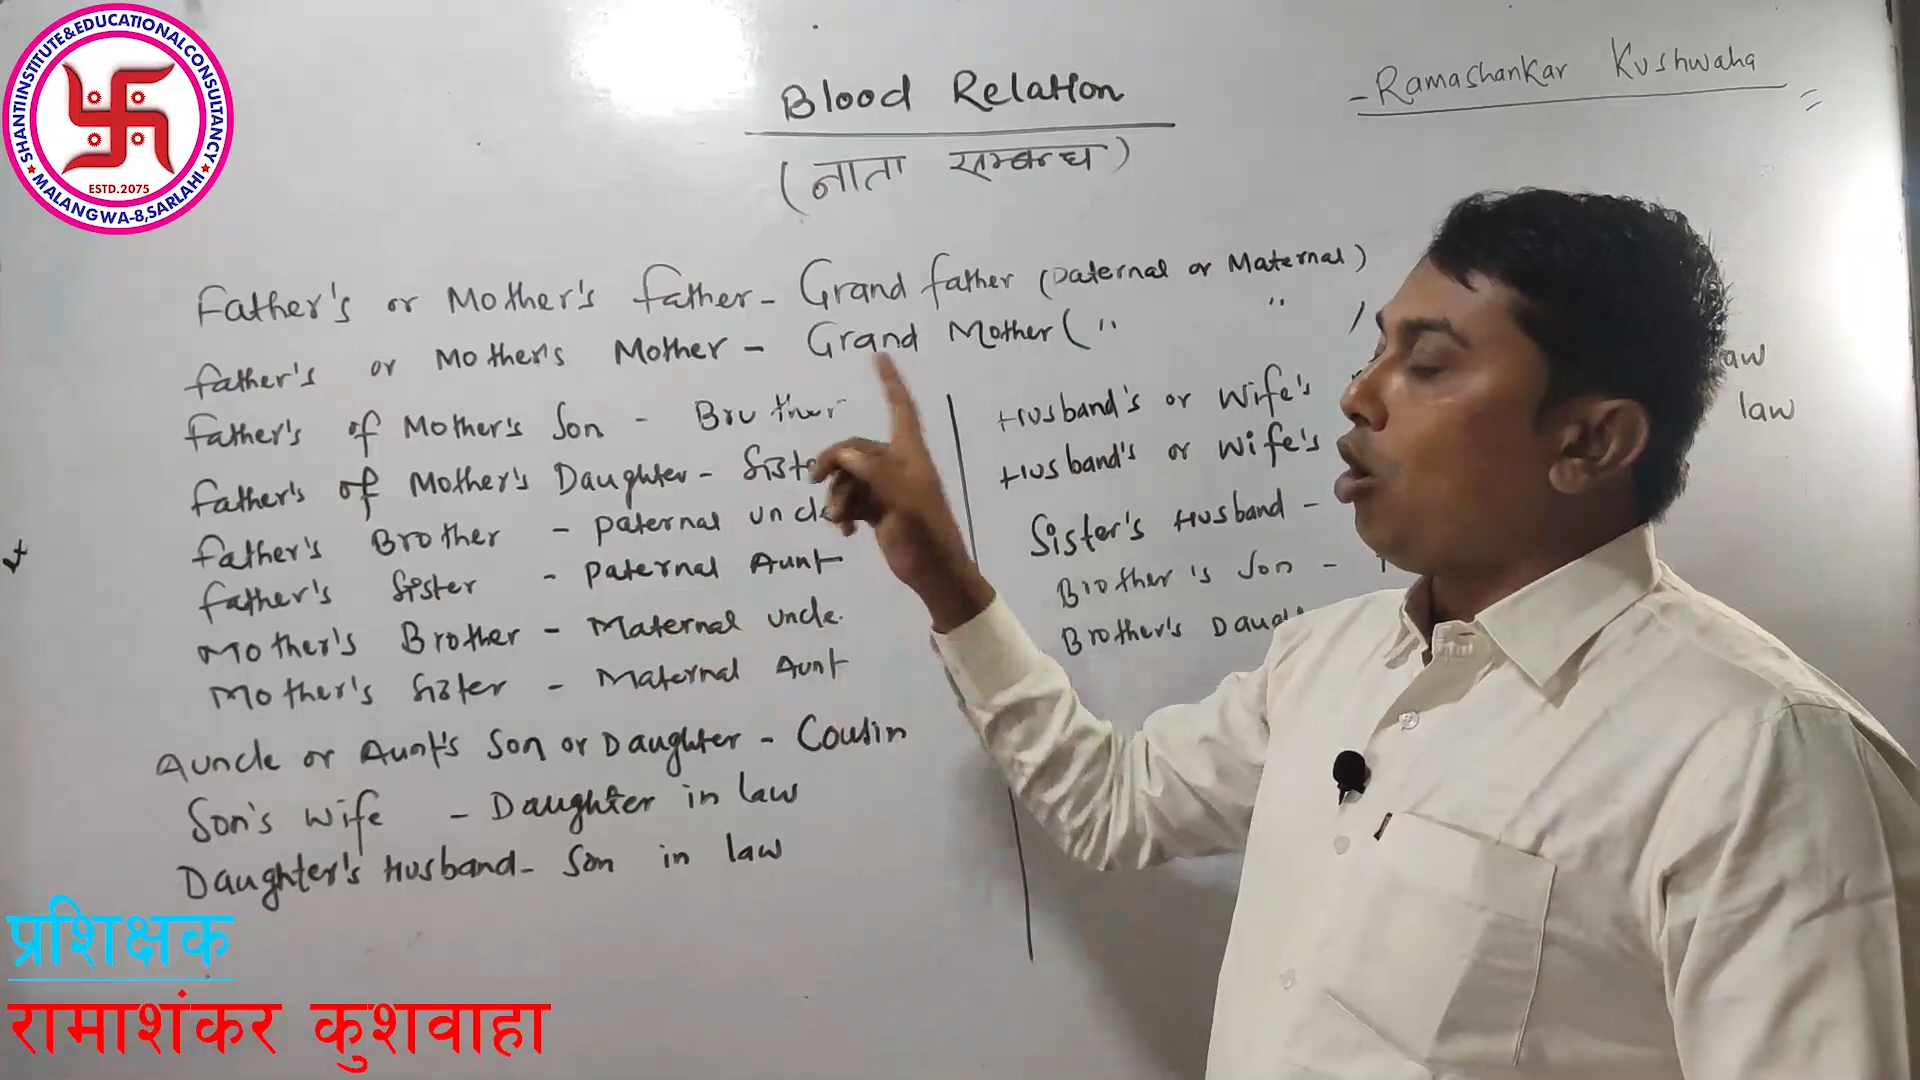 SHANTI INSTITUTE & EDUCATIONAL CONSULTANCY
ESTD.2075
MALANGWA-8, SARLAHI
Blood Relation
(नाता सम्बन्ध)
- Ramashankar Kushwaha
Father's or Mother's father - Grand father (Paternal or Maternal)
father's or Mother's Mother - Grand Mother ( " "
father's of Mother's Son - Brother
father's of Mother's Daughter - Sister
father's Brother - paternal uncle
father's Sister - paternal Aunt
Mother's Brother - Maternal uncle.
Mother's Sister - Maternal Aunt
Auncle or Aunt's Son or Daughter - Cousin
Son's wife - Daughter in law
Daughter's Husband - Son in law
Husband's or Wife's
law
Husband's or Wife's
law
Sister's Husband -
Brother's Son -
Brother's
प्रशिक्षक
रामाशंकर कुशवाहा